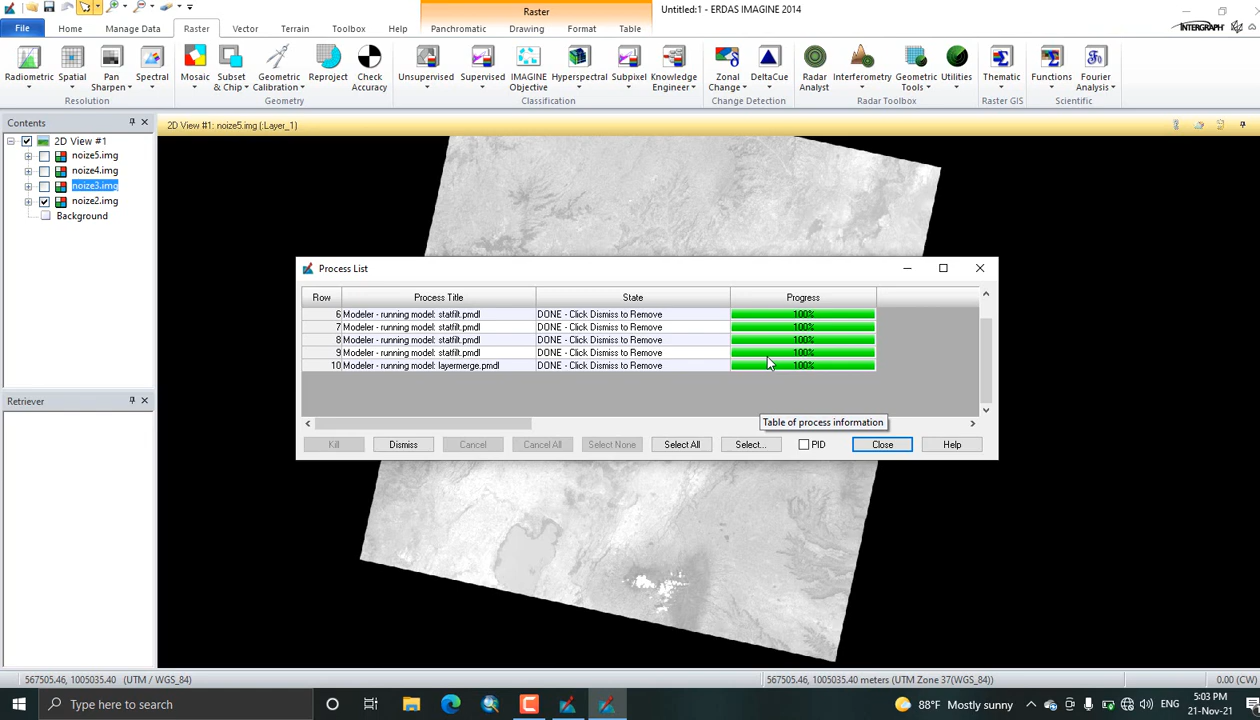 Raster
Untitled:1 - ERDAS IMAGINE 2014
File Home Manage Data Raster Vector Terrain Toolbox Help Panchromatic Drawing Format Table
INTERGRAPH
Radiometric Spatial Pan Sharpen Spectral Mosaic Subset & Chip Geometric Calibration Reproject Check Accuracy Unsupervised Supervised IMAGINE Objective Hyperspectral Subpixel Knowledge Engineer Zonal Change DeltaCue Radar Analyst Interferometry Geometric Tools Utilities Thematic Functions Fourier Analysis
Resolution Geometry Classification Change Detection Radar Toolbox Raster GIS Scientific
Contents
2D View #1: noize5.img (:Layer_1)
2D View #1
noize5.img
noize4.img
noize3.img
noize2.img
Background
Process List
Row Process Title State Progress
6 Modeler - running model: statfilt.pmdl DONE - Click Dismiss to Remove 100%
7 Modeler - running model: statfilt.pmdl DONE - Click Dismiss to Remove 100%
8 Modeler - running model: statfilt.pmdl DONE - Click Dismiss to Remove 100%
9 Modeler - running model: statfilt.pmdl DONE - Click Dismiss to Remove 100%
10 Modeler - running model: layermerge.pmdl DONE - Click Dismiss to Remove 100%
Table of process information
Kill Dismiss Cancel Cancel All Select None Select All Select... PID Close Help
Retriever
567505.46, 1005035.40 (UTM / WGS_84)
567505.46, 1005035.40 meters (UTM Zone 37(WGS_84))
0.00 (CW)
Type here to search
88°F Mostly sunny
ENG
5:03 PM
21-Nov-21